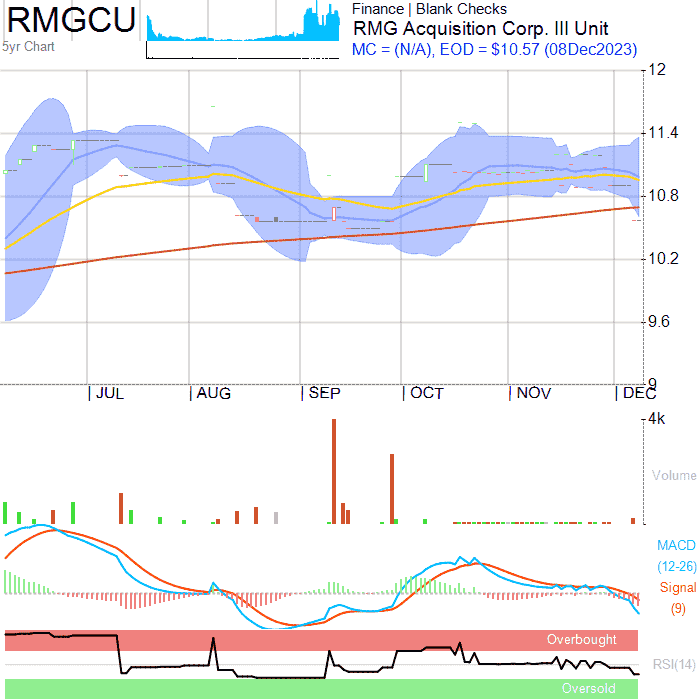 RMGCU
5yr Chart
Finance | Blank Checks
RMG Acquisition Corp. III Unit
MC = (N/A), EOD = $10.57 (08Dec2023)
12
11.4
10.8
10.2
9.6
9
JUL
AUG
SEP
OCT
NOV
DEC
4k
Volume
MACD
(12-26)
Signal
(9)
Overbought
RSI(14)
Oversold